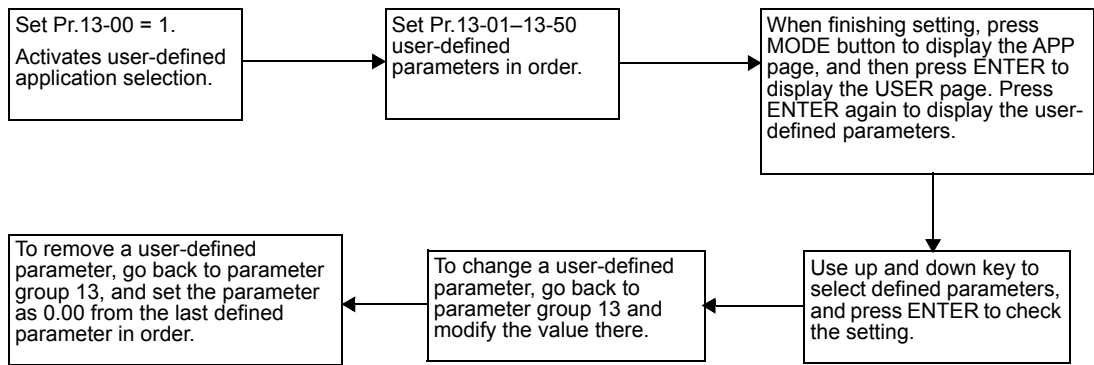 Set Pr.13-00 = 1.
Activates user-defined
application selection.
Set Pr.13-01–13-50
user-defined
parameters in order.
When finishing setting, press
MODE button to display the APP
page, and then press ENTER to
display the USER page. Press
ENTER again to display the user-
defined parameters.
Use up and down key to
select defined parameters,
and press ENTER to check
the setting.
To change a user-defined
parameter, go back to
parameter group 13 and
modify the value there.
To remove a user-defined
parameter, go back to parameter
group 13, and set the parameter
as 0.00 from the last defined
parameter in order.